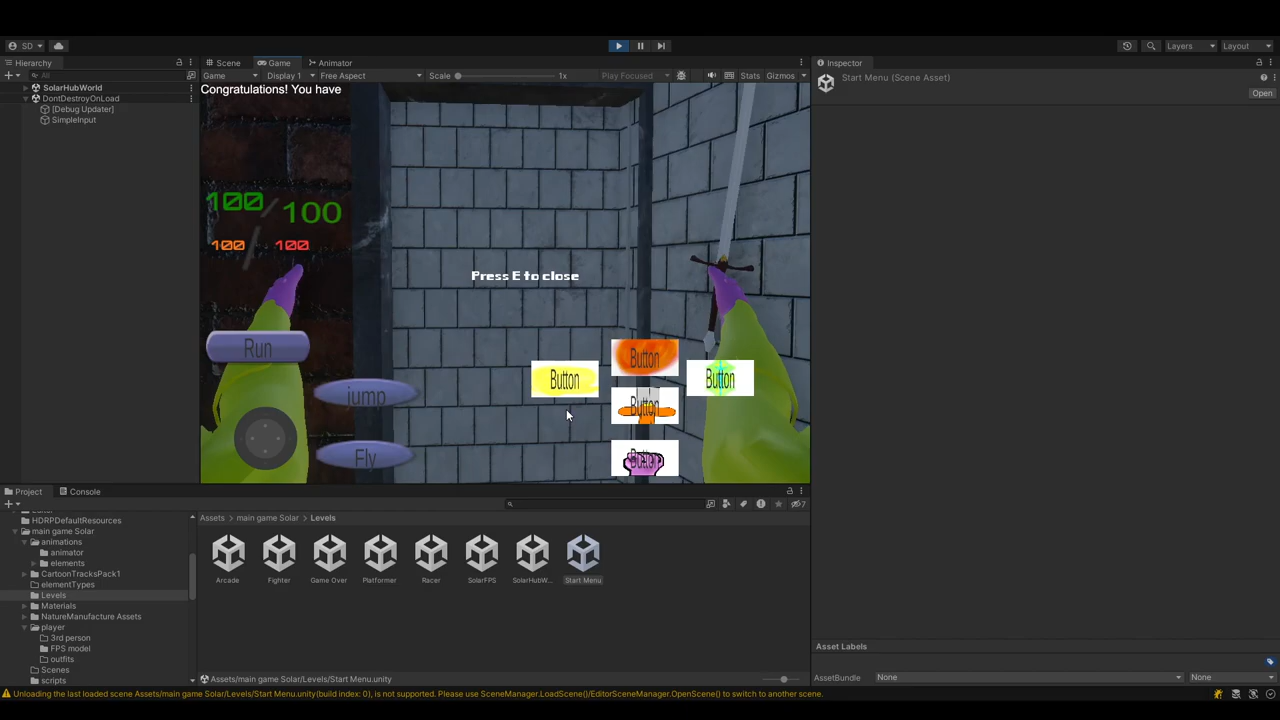 SD
Layers
Layout
Hierarchy
Scene
Game
Animator
Inspector
All
Game
Display 1
Free Aspect
Scale
1x
Play Focused
Stats
Gizmos
Start Menu (Scene Asset)
Open
SolarHubWorld
DontDestroyOnLoad
[Debug Updater]
SimpleInput
Congratulations! You have
100/100
100/100
Press E to close
Run
jump
Fly
Button
Button
Button
Button
Button
Project
Console
7
HDRPDefaultResources
main game Solar
animations
animator
elements
CartoonTracksPack1
elementTypes
Levels
Materials
NatureManufacture Assets
player
3rd person
FPS model
outfits
Scenes
scripts
Assets > main game Solar > Levels
Arcade
Fighter
Game Over
Platformer
Racer
SolarFPS
SolarHubW...
Start Menu
Assets/main game Solar/Levels/Start Menu.unity
Asset Labels
AssetBundle
None
None
Unloading the last loaded scene Assets/main game Solar/Levels/Start Menu.unity(build index: 0), is not supported. Please use SceneManager.LoadScene()/EditorSceneManager.OpenScene() to switch to another scene.